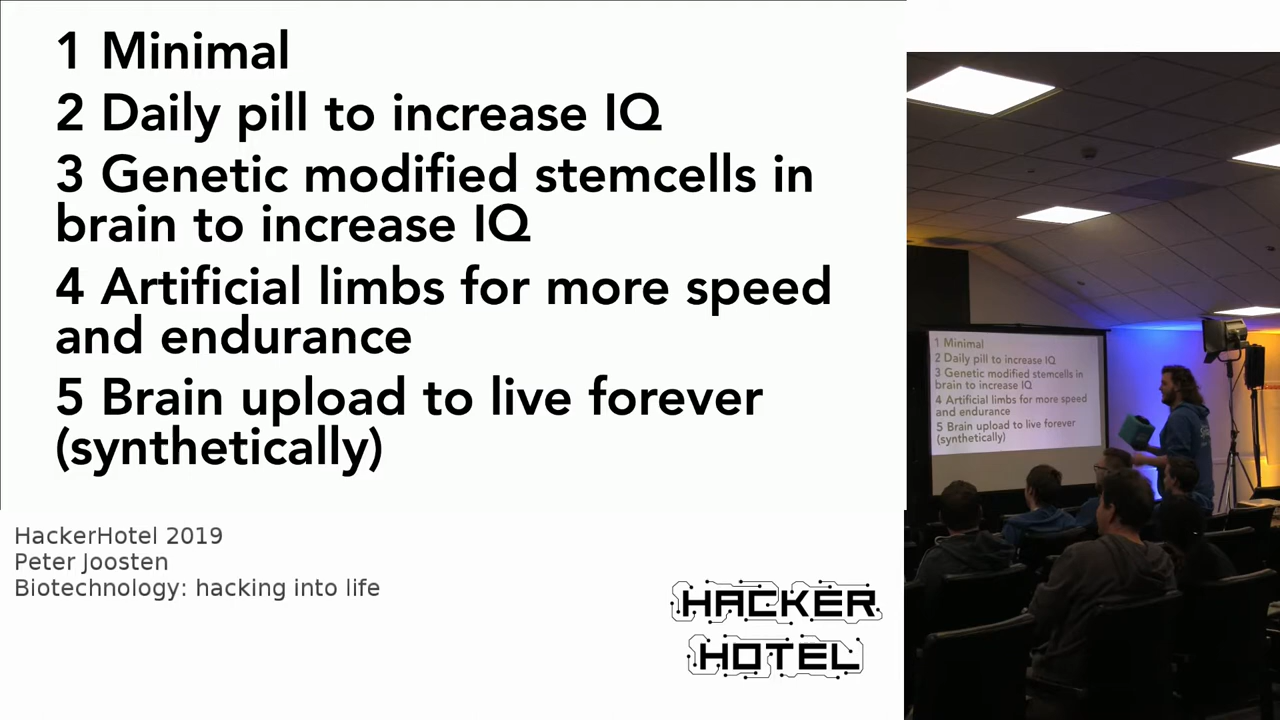 1 Minimal
2 Daily pill to increase IQ
3 Genetic modified stemcells in
brain to increase IQ
4 Artificial limbs for more speed
and endurance
5 Brain upload to live forever
(synthetically)
HackerHotel 2019
Peter Joosten
Biotechnology: hacking into life
HACKER
HOTEL
1 Minimal
2 Daily pill to increase IQ
3 Genetic modified stemcells in
brain to increase IQ
4 Artificial limbs for more speed
and endurance
5 Brain upload to live forever
(synthetically)